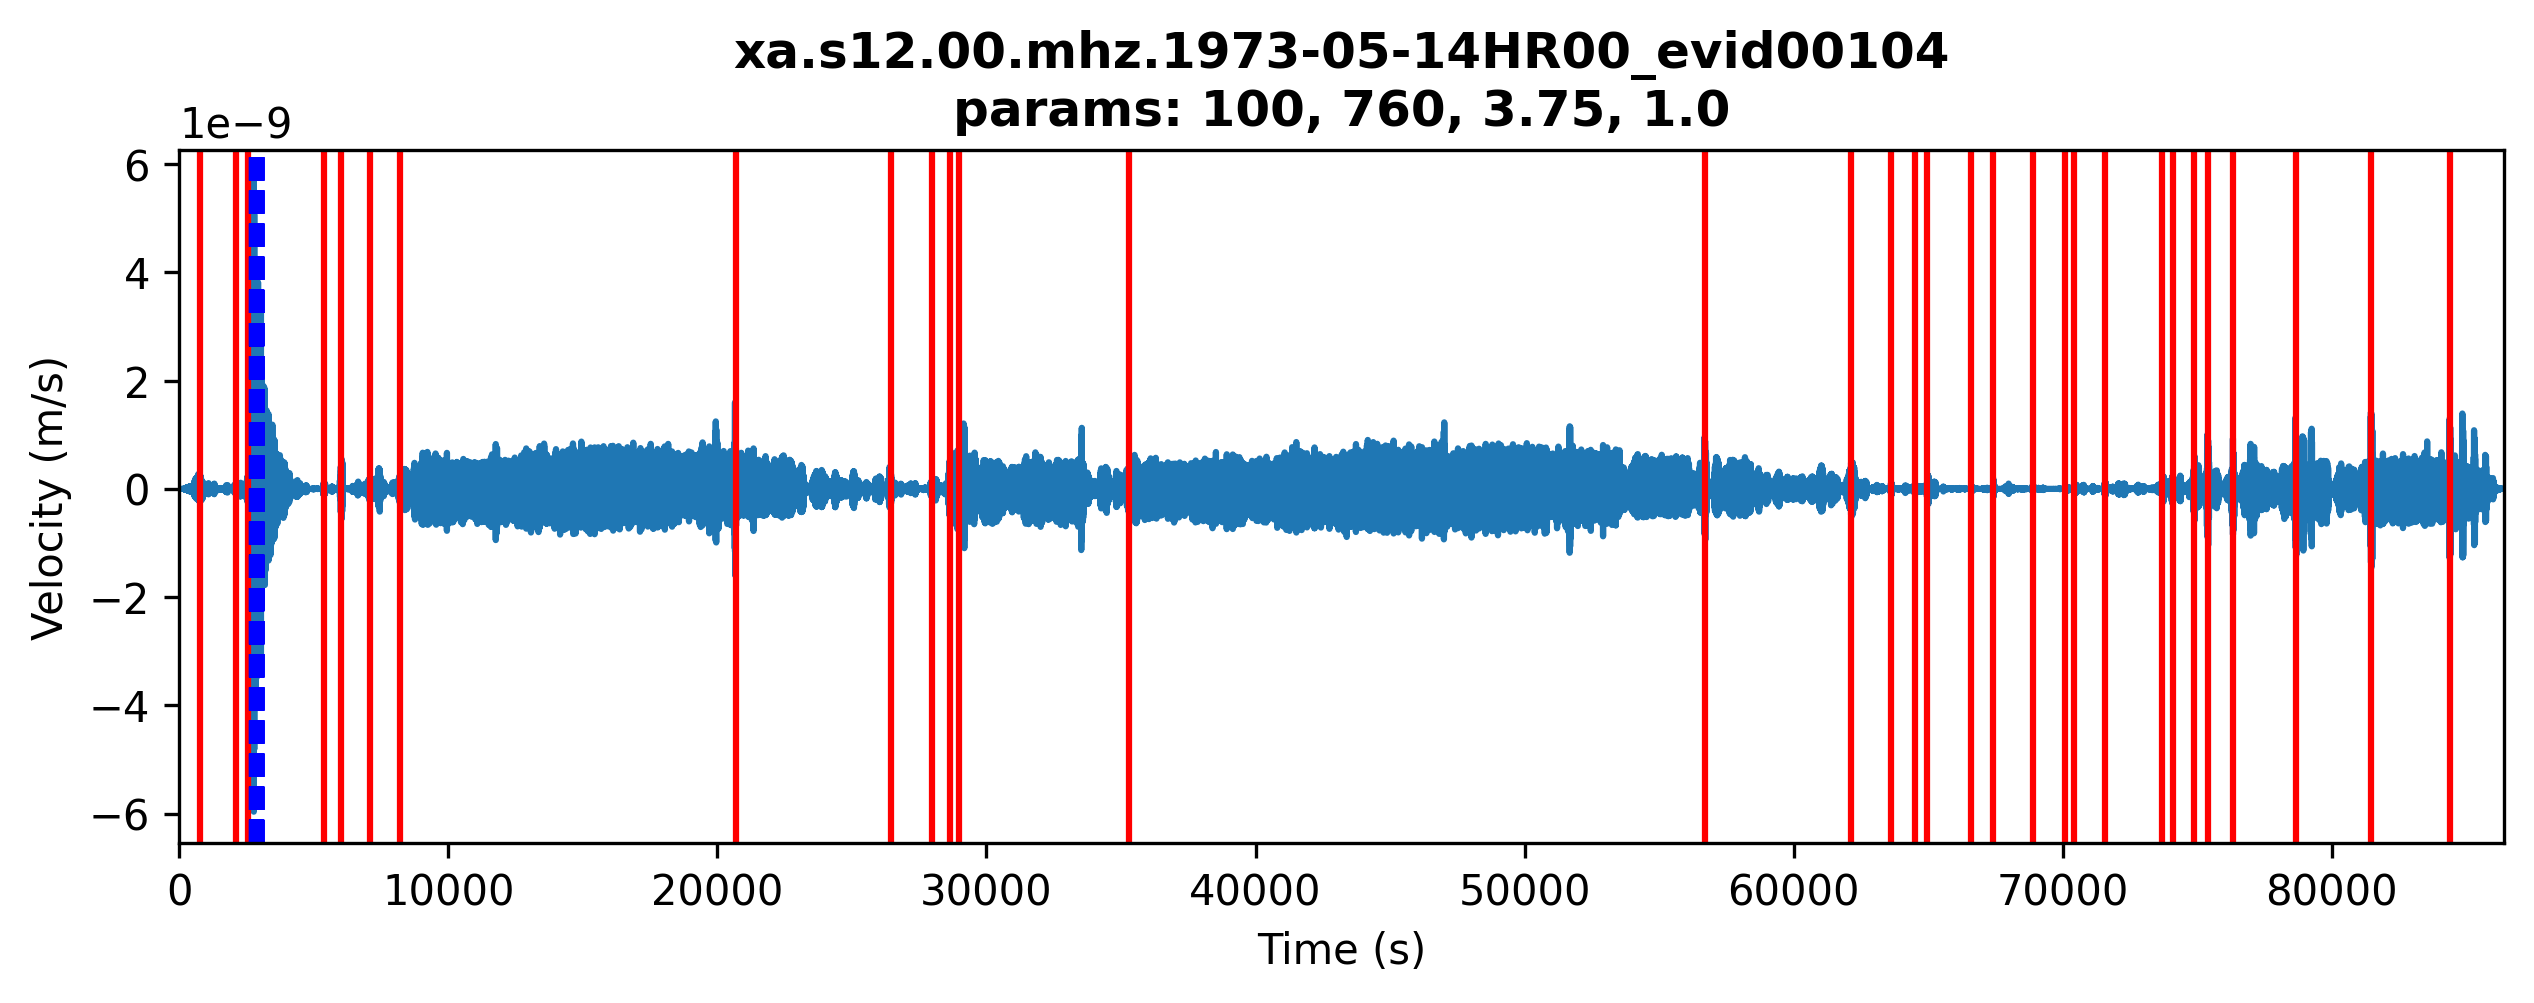 xa.s12.00.mhz.1973-05-14HR00_evid00104
params: 100, 760, 3.75, 1.0
1e−9
6
4
2
0
−2
−4
−6
Velocity (m/s)
0 10000 20000 30000 40000 50000 60000 70000 80000
Time (s)